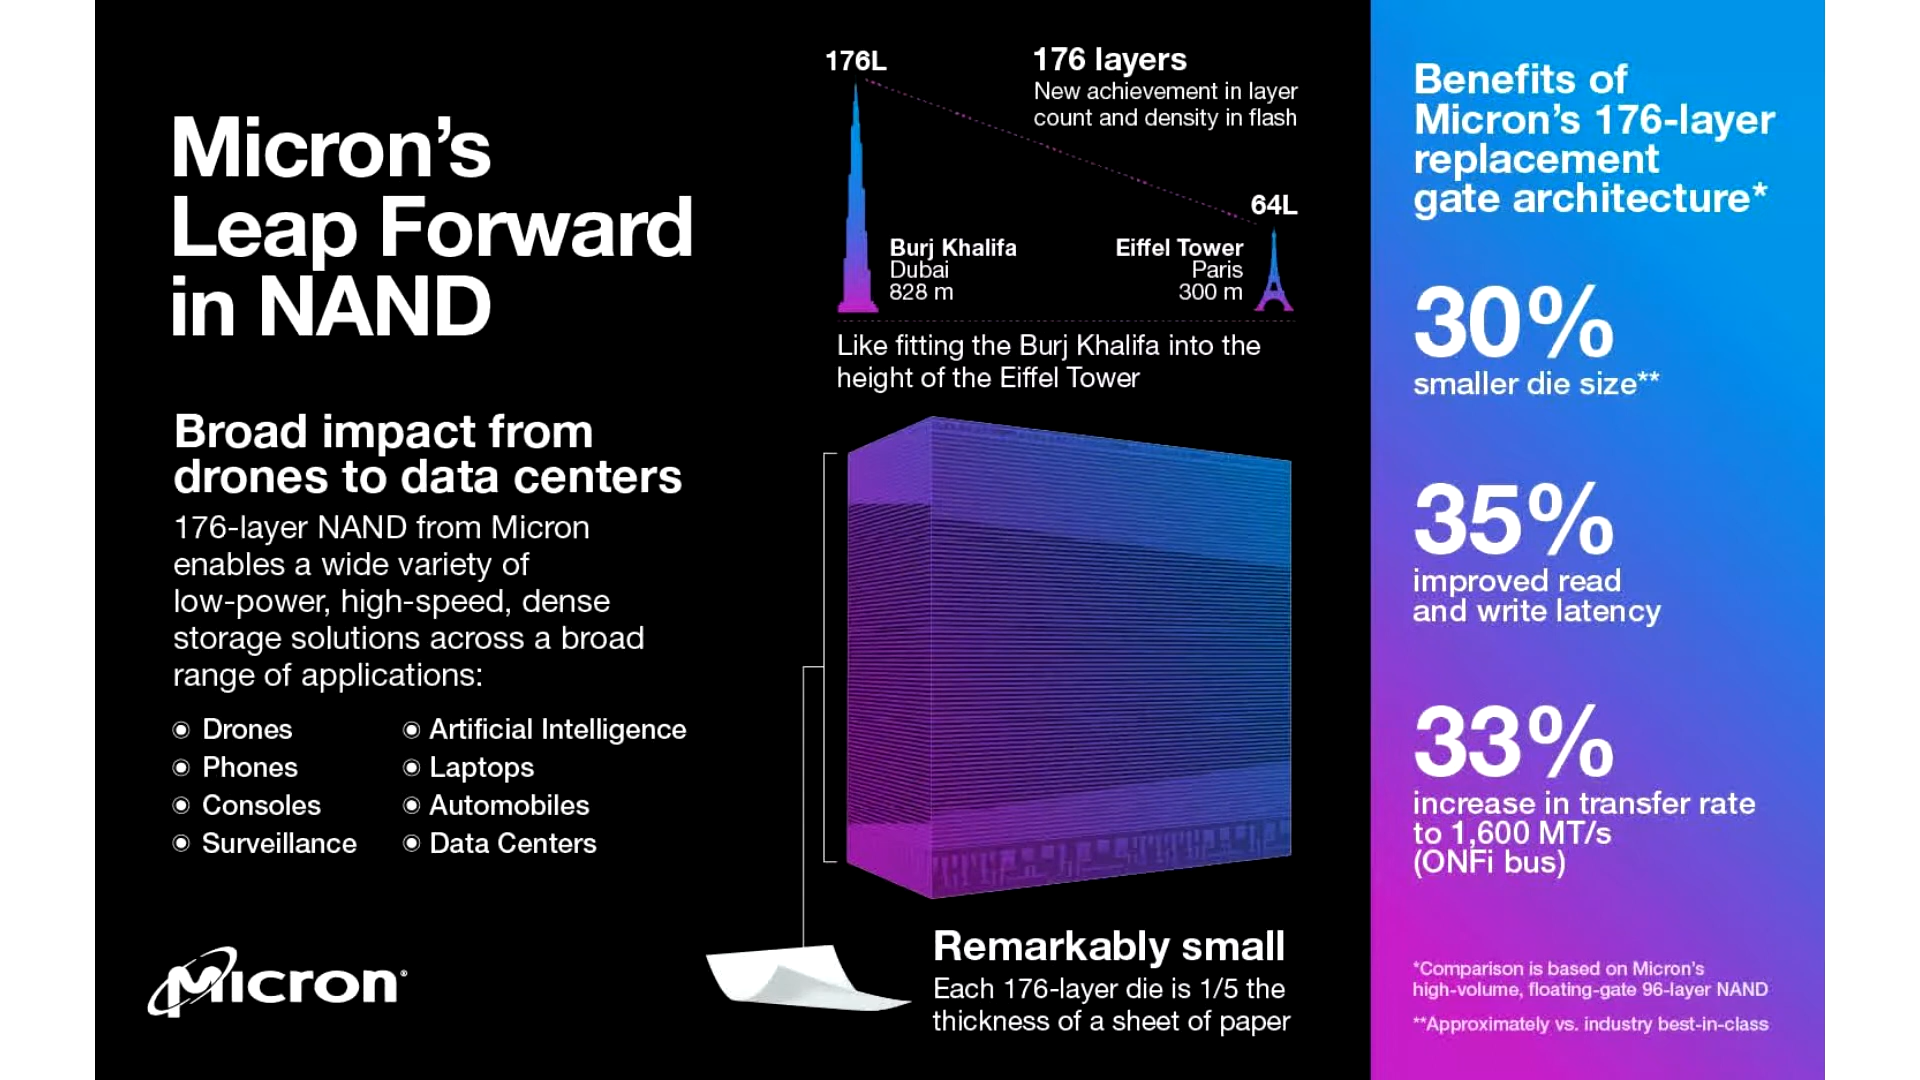 Micron’s
Leap Forward
in NAND
Broad impact from
drones to data centers
176-layer NAND from Micron
enables a wide variety of
low-power, high-speed, dense
storage solutions across a broad
range of applications:
Drones
Phones
Consoles
Surveillance
Artificial Intelligence
Laptops
Automobiles
Data Centers
Micron®
176L
176 layers
New achievement in layer
count and density in flash
64L
Burj Khalifa
Dubai
828 m
Eiffel Tower
Paris
300 m
Like fitting the Burj Khalifa into the
height of the Eiffel Tower
Remarkably small
Each 176-layer die is 1/5 the
thickness of a sheet of paper
Benefits of
Micron’s 176-layer
replacement
gate architecture*
30%
smaller die size**
35%
improved read
and write latency
33%
increase in transfer rate
to 1,600 MT/s
(ONFi bus)
*Comparison is based on Micron’s
high-volume, floating-gate 96-layer NAND
**Approximately vs. industry best-in-class